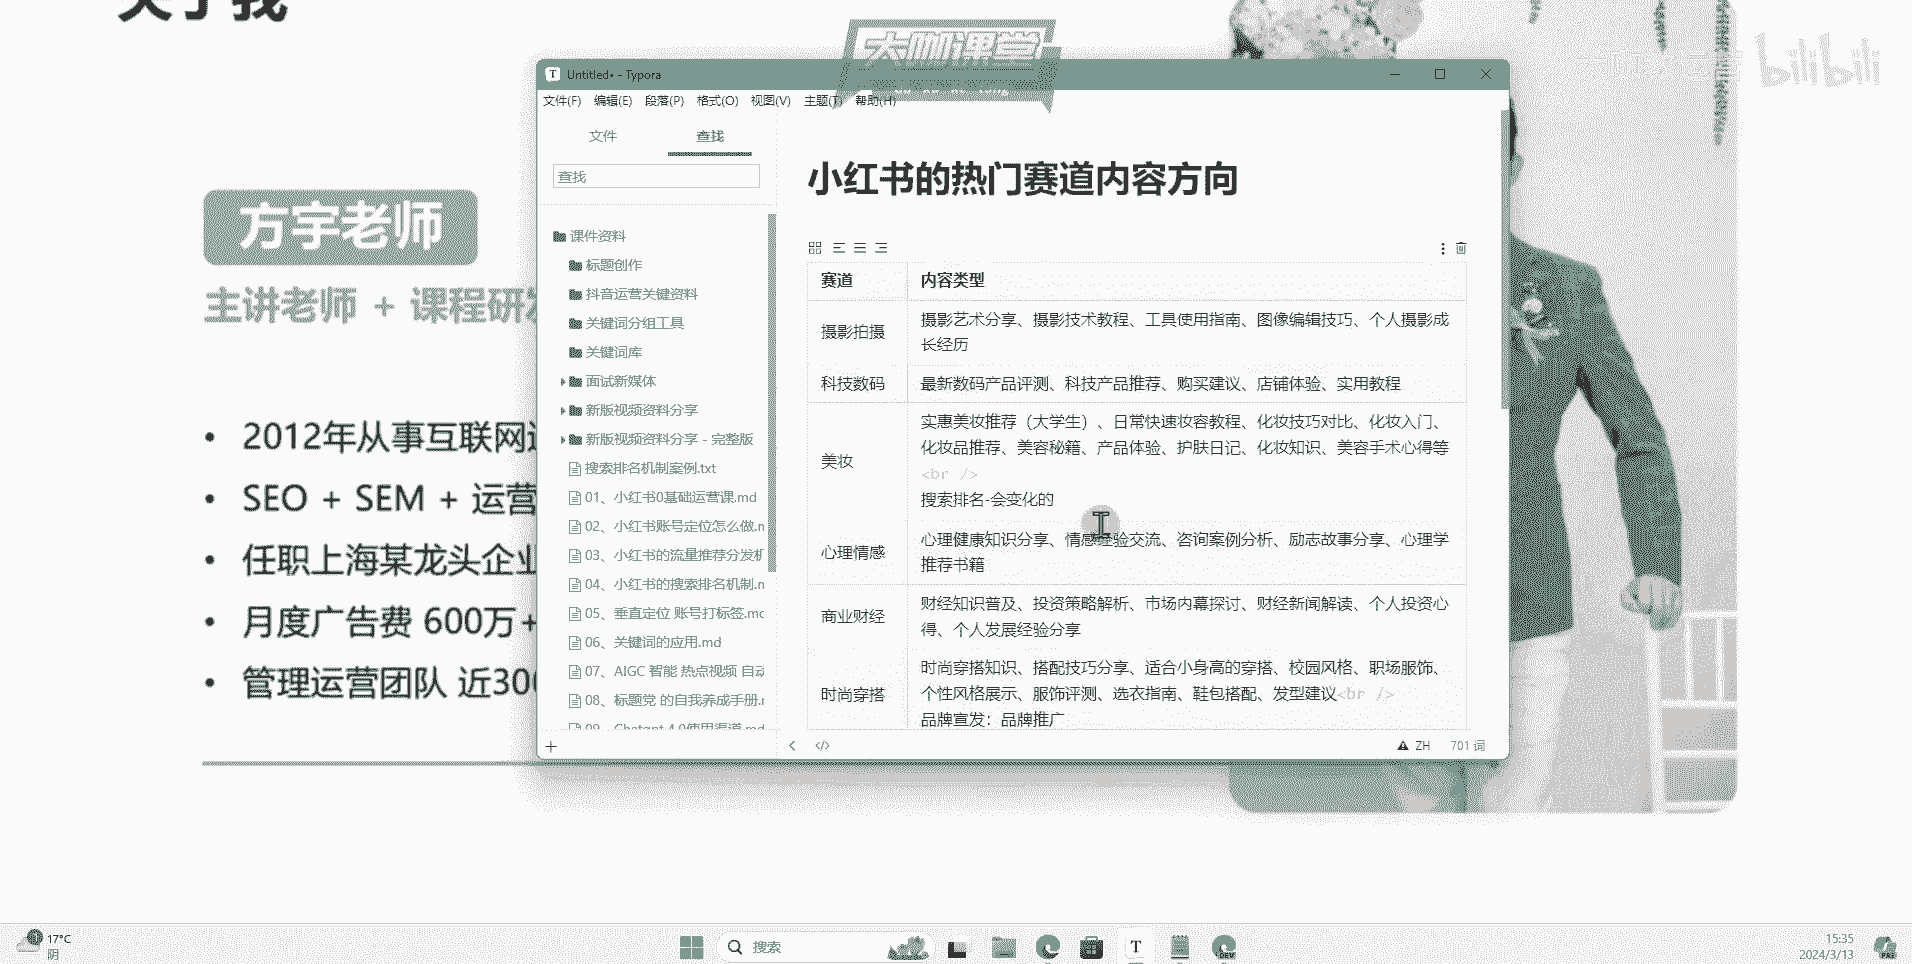 关于我
大咖课堂
bilibili
方宇老师
主讲老师 + 课程研发
• 2012年从事互联网
• SEO + SEM + 运营
• 任职上海某龙头企业
• 月度广告费 600万+
• 管理运营团队 近300
Untitled• - Typora
文件(F) 编辑(E) 段落(P) 格式(O) 视图(V) 主题(T) 帮助(H)
文件 查找
查找
课件资料
标题创作
抖音运营关键资料
关键词分组工具
关键词库
面试新媒体
新版视频资料分享
新版视频资料分享 - 完整版
搜索排名机制案例.txt
01、小红书0基础运营课.md
02、小红书账号定位怎么做.m
03、小红书的流量推荐分发机
04、小红书的搜索排名机制.m
05、垂直定位 账号打标签.mc
06、关键词的应用.md
07、AIGC 智能 热点视频 自动
08、标题党 的自我养成手册.m
09、Chatgpt 4.0使用渠道.md
小红书的热门赛道内容方向
赛道 内容类型
摄影拍摄 摄影艺术分享、摄影技术教程、工具使用指南、图像编辑技巧、个人摄影成
长经历
科技数码 最新数码产品评测、科技产品推荐、购买建议、店铺体验、实用教程
美妆 实惠美妆推荐（大学生）、日常快速妆容教程、化妆技巧对比、化妆入门、
化妆品推荐、美容秘籍、产品体验、护肤日记、化妆知识、美容手术心得等
<br />
搜索排名-会变化的
心理情感 心理健康知识分享、情感经验交流、咨询案例分析、励志故事分享、心理学
推荐书籍
商业财经 财经知识普及、投资策略解析、市场内幕探讨、财经新闻解读、个人投资心
得、个人发展经验分享
时尚穿搭 时尚穿搭知识、搭配技巧分享、适合小身高的穿搭、校园风格、职场服饰、
个性风格展示、服饰评测、选衣指南、鞋包搭配、发型建议<br />
品牌宣发：品牌推广
ZH 701 词
17°C
阴
搜索
15:35
2024/3/13